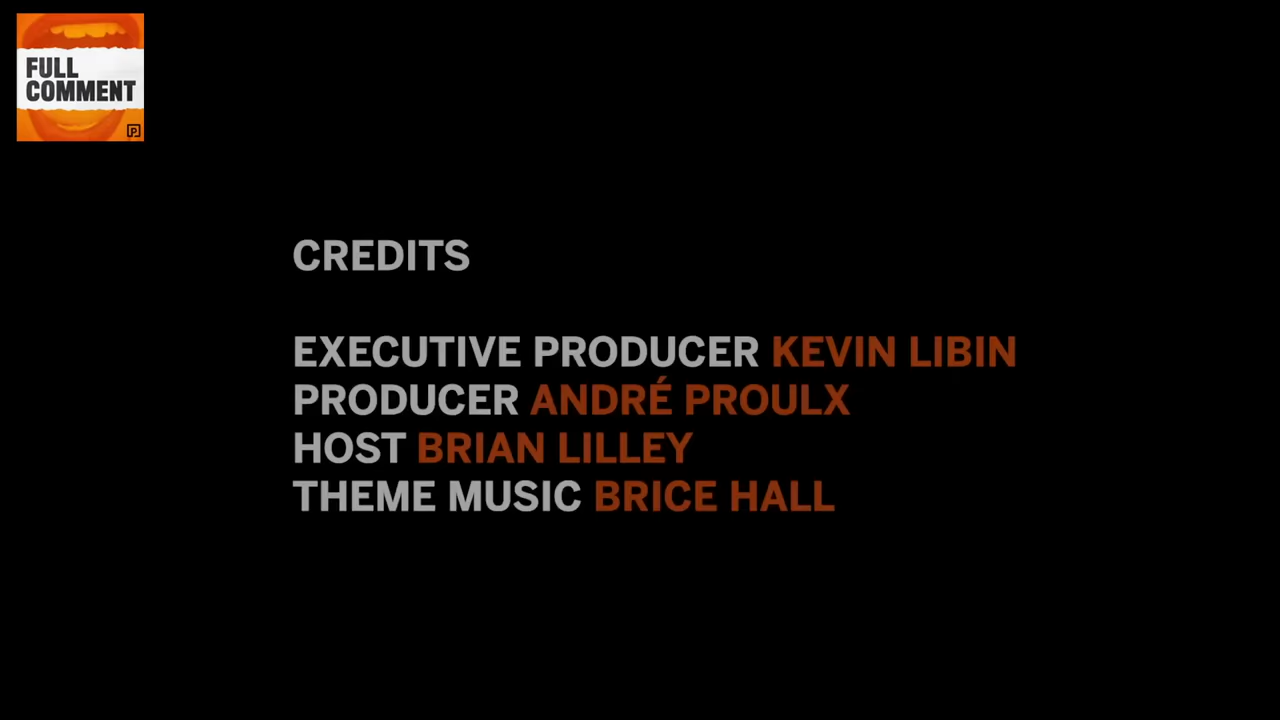 FULL
COMMENT
P
CREDITS
EXECUTIVE PRODUCER KEVIN LIBIN
PRODUCER ANDRÉ PROULX
HOST BRIAN LILLEY
THEME MUSIC BRICE HALL